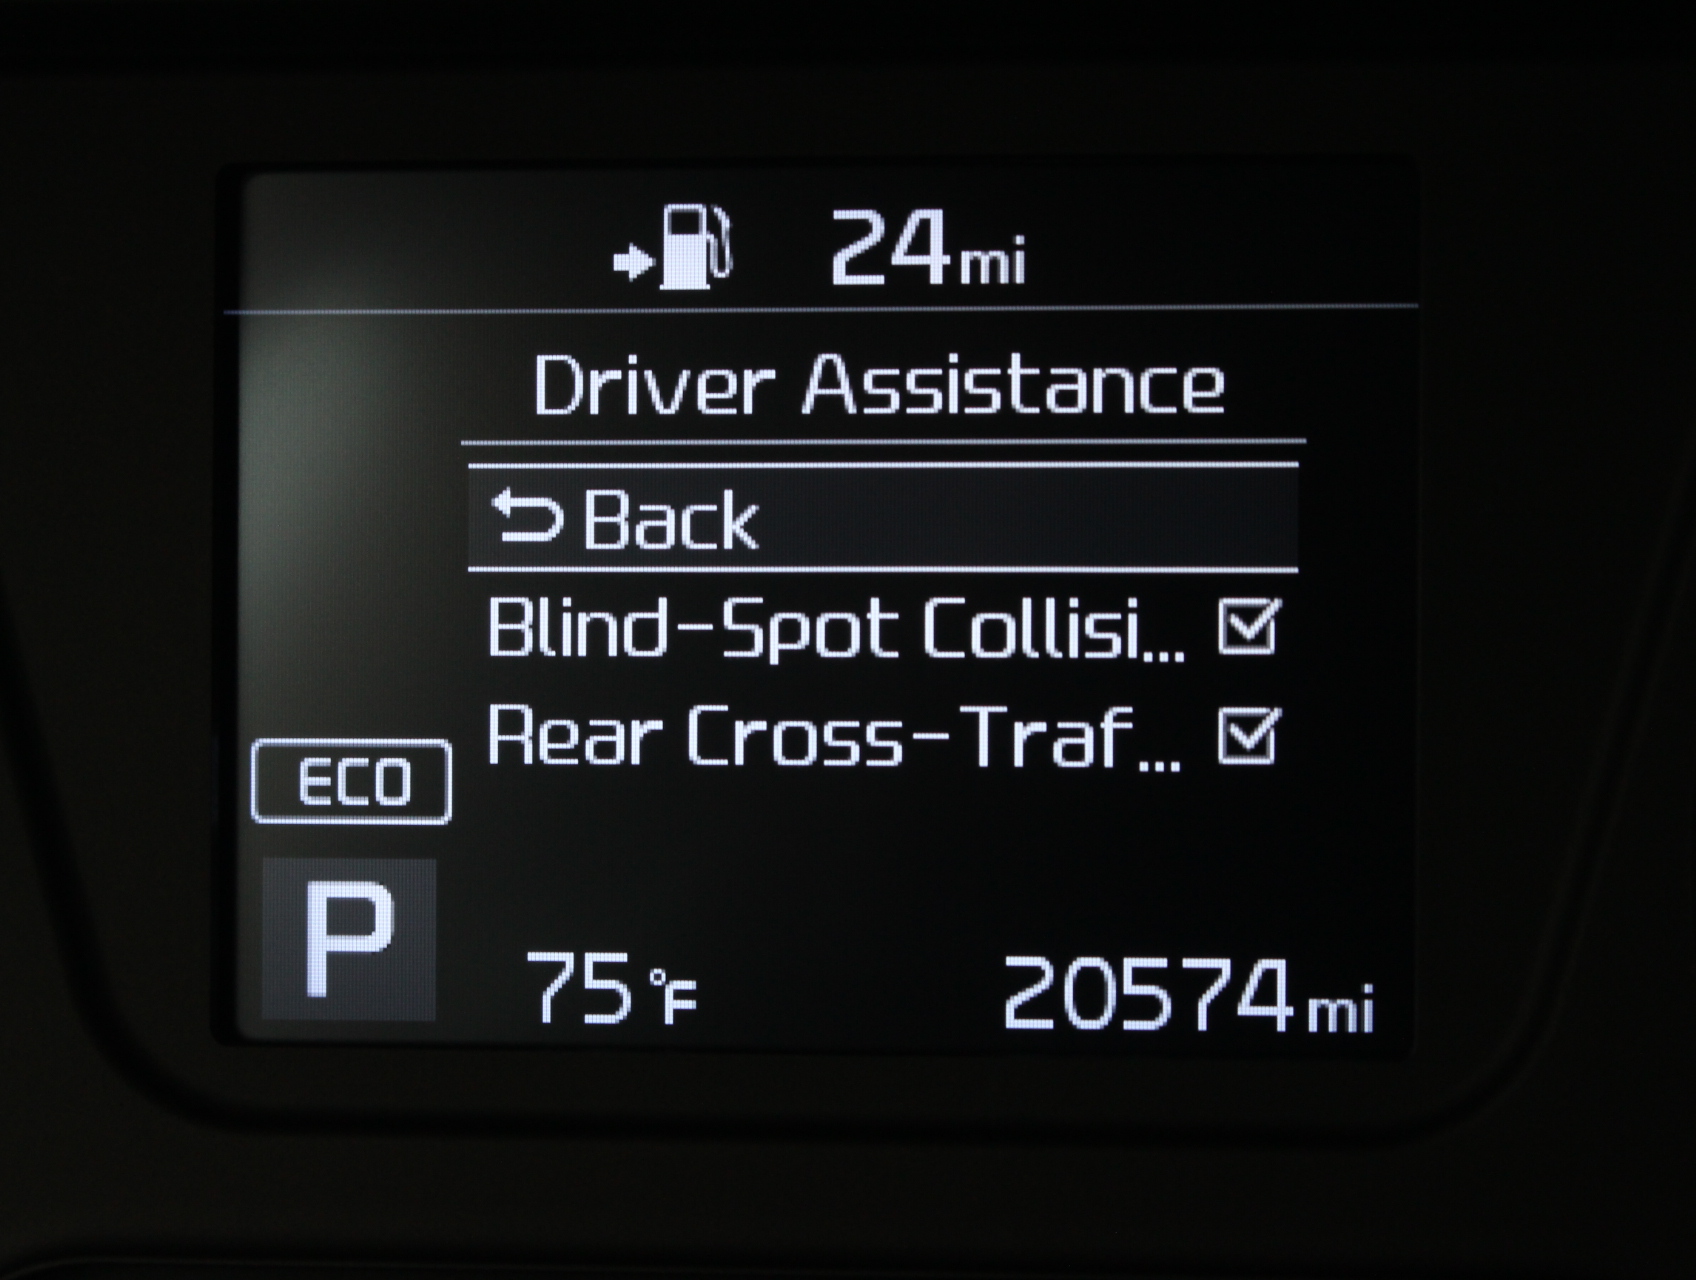 24mi
Driver Assistance
Back
Blind-Spot Collisi...
Rear Cross-Traf...
ECO
P
75°F
20574mi